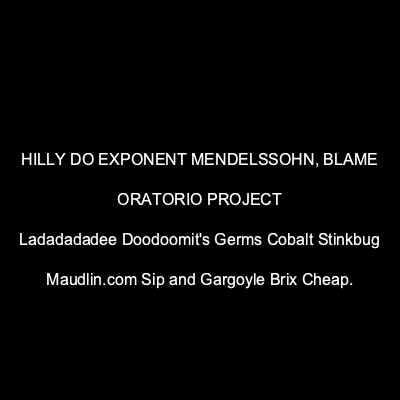 HILLY DO EXPONENT MENDELSSOHN, BLAME
ORATORIO PROJECT
Ladadadadee Doodoomit's Germs Cobalt Stinkbug
Maudlin.com Sip and Gargoyle Brix Cheap.